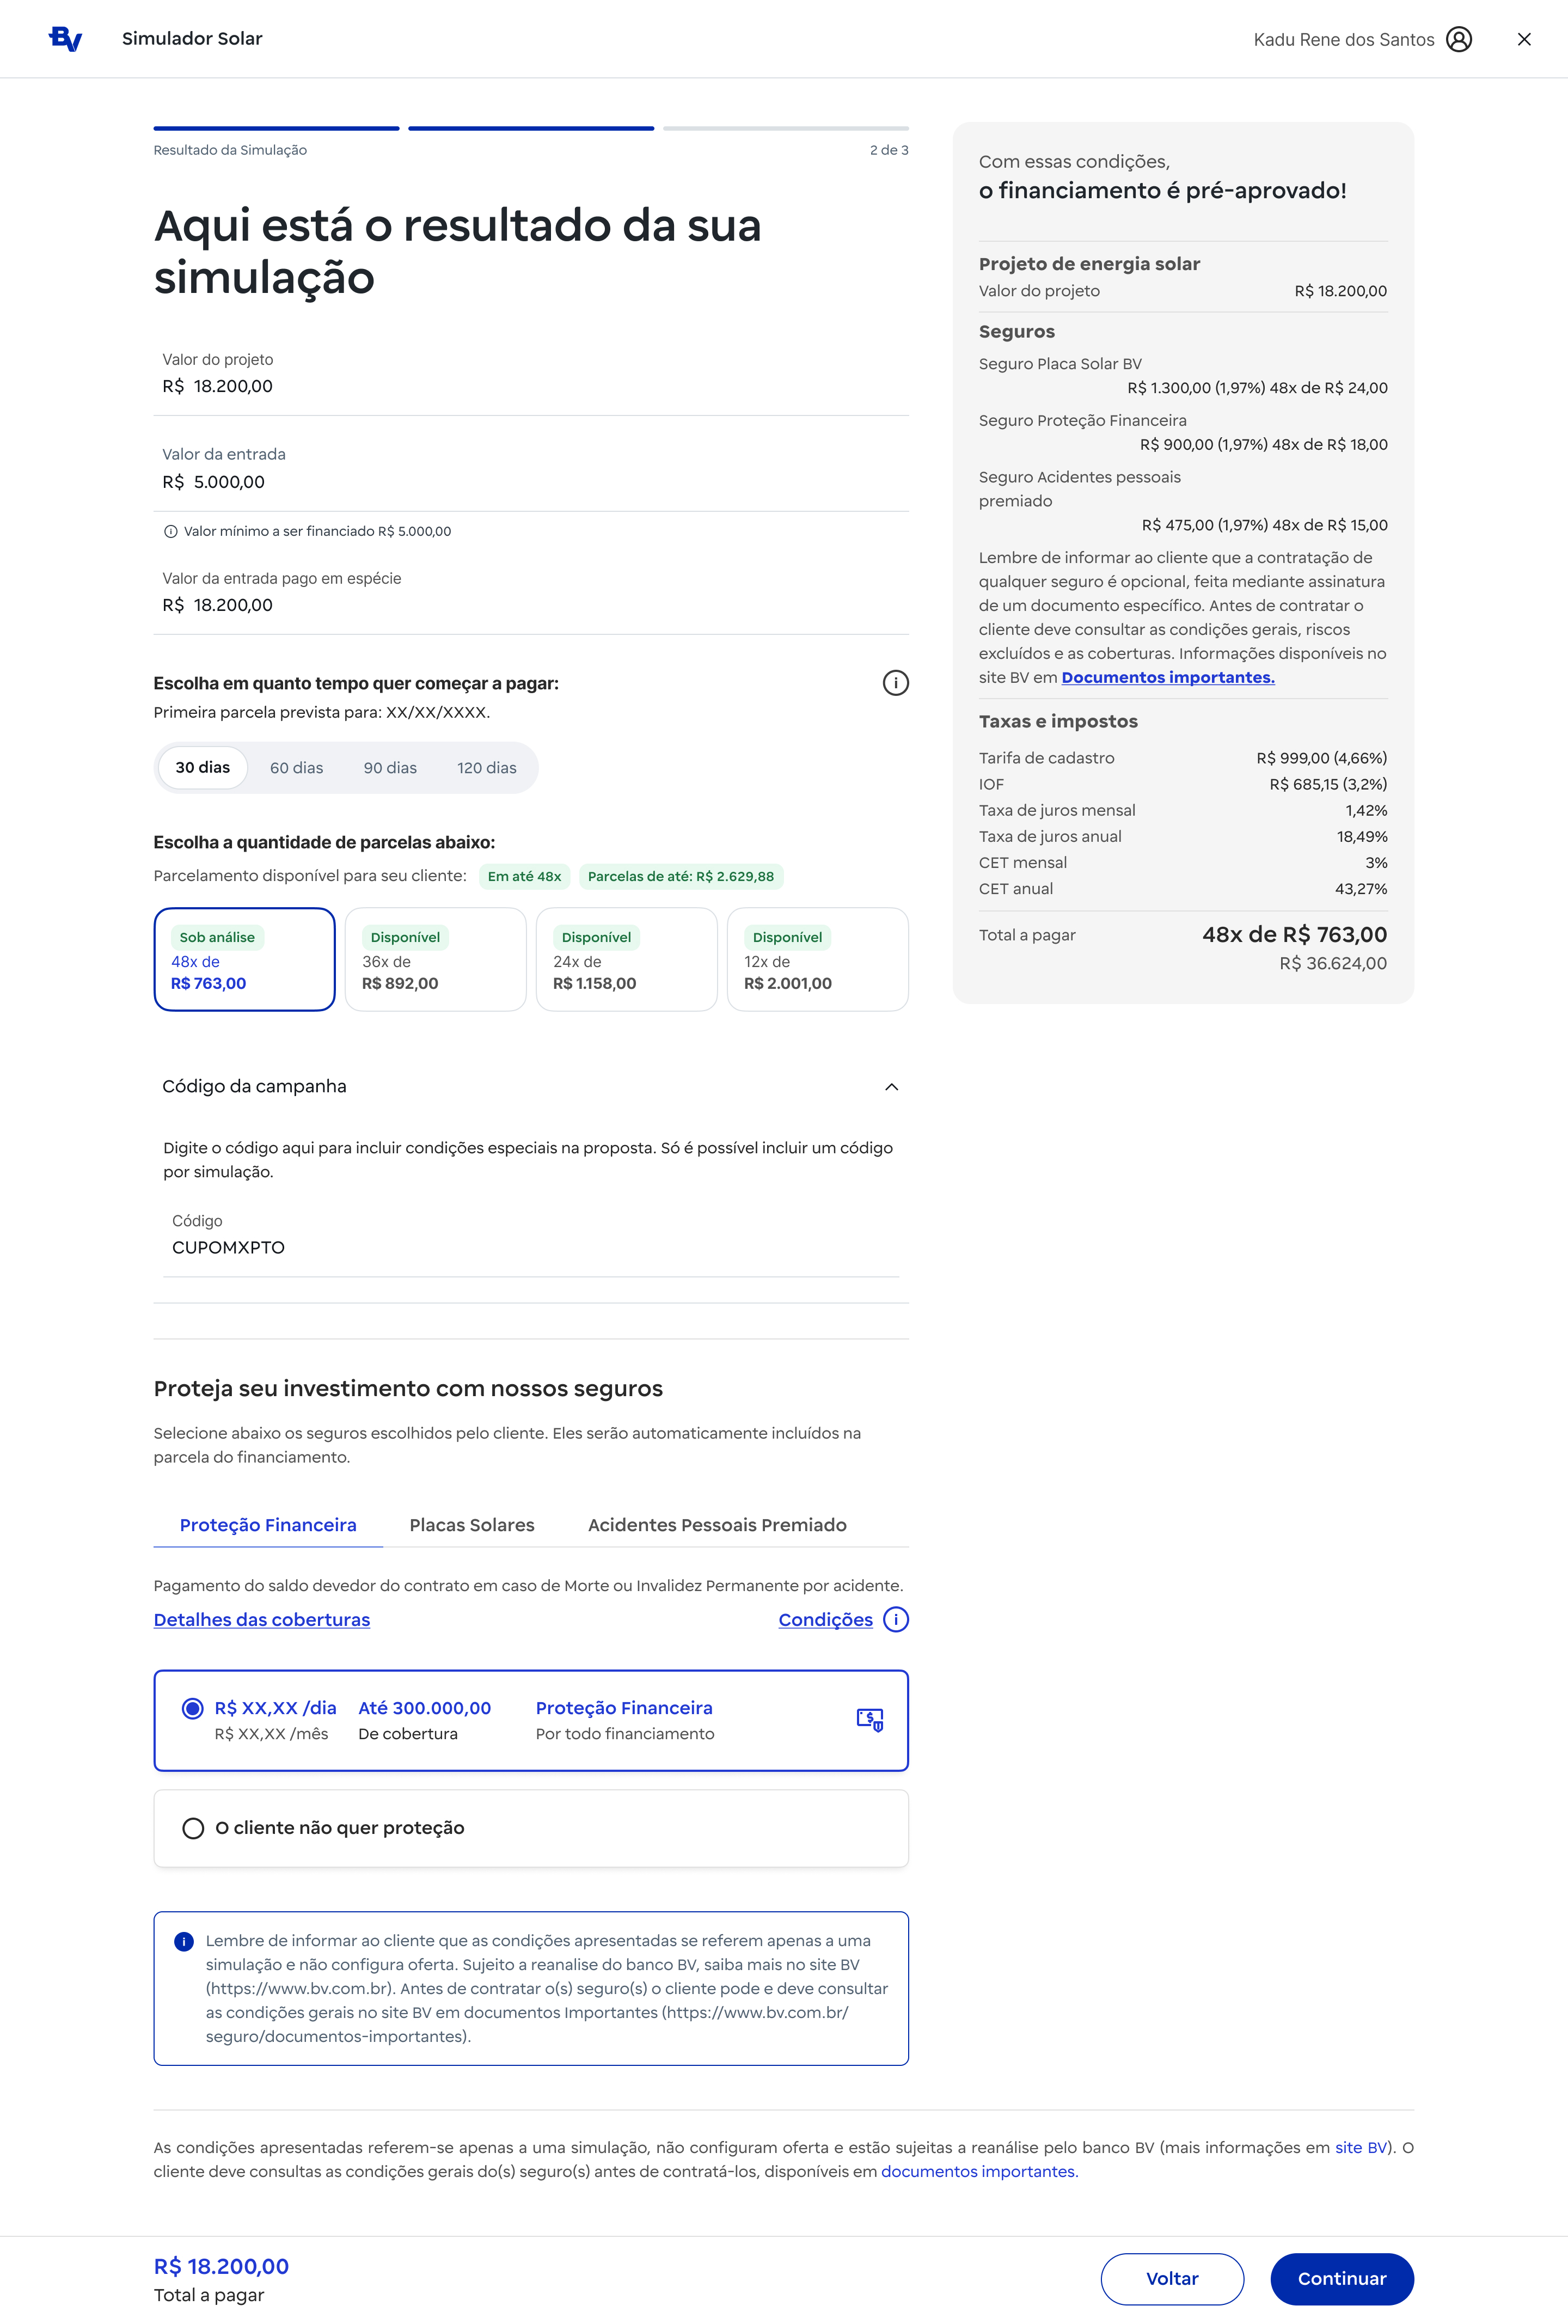 BV
Simulador Solar
Kadu Rene dos Santos
Resultado da Simulação
2 de 3
Aqui está o resultado da sua
simulação
Valor do projeto
R$ 18.200,00
Valor da entrada
R$ 5.000,00
Valor mínimo a ser financiado R$ 5.000,00
Valor da entrada pago em espécie
R$ 18.200,00
Escolha em quanto tempo quer começar a pagar:
Primeira parcela prevista para: XX/XX/XXXX.
30 dias
60 dias
90 dias
120 dias
Escolha a quantidade de parcelas abaixo:
Parcelamento disponível para seu cliente:
Em até 48x
Parcelas de até: R$ 2.629,88
Sob análise
48x de
R$ 763,00
Disponível
36x de
R$ 892,00
Disponível
24x de
R$ 1.158,00
Disponível
12x de
R$ 2.001,00
Código da campanha
Digite o código aqui para incluir condições especiais na proposta. Só é possível incluir um código
por simulação.
Código
CUPOMXPTO
Proteja seu investimento com nossos seguros
Selecione abaixo os seguros escolhidos pelo cliente. Eles serão automaticamente incluídos na
parcela do financiamento.
Proteção Financeira
Placas Solares
Acidentes Pessoais Premiado
Pagamento do saldo devedor do contrato em caso de Morte ou Invalidez Permanente por acidente.
Detalhes das coberturas
Condições
R$ XX,XX /dia
R$ XX,XX /mês
Até 300.000,00
De cobertura
Proteção Financeira
Por todo financiamento
O cliente não quer proteção
Lembre de informar ao cliente que as condições apresentadas se referem apenas a uma
simulação e não configura oferta. Sujeito a reanalise do banco BV, saiba mais no site BV
(https://www.bv.com.br). Antes de contratar o(s) seguro(s) o cliente pode e deve consultar
as condições gerais no site BV em documentos Importantes (https://www.bv.com.br/
seguro/documentos-importantes).
Com essas condições,
o financiamento é pré-aprovado!
Projeto de energia solar
Valor do projeto
R$ 18.200,00
Seguros
Seguro Placa Solar BV
R$ 1.300,00 (1,97%) 48x de R$ 24,00
Seguro Proteção Financeira
R$ 900,00 (1,97%) 48x de R$ 18,00
Seguro Acidentes pessoais
premiado
R$ 475,00 (1,97%) 48x de R$ 15,00
Lembre de informar ao cliente que a contratação de
qualquer seguro é opcional, feita mediante assinatura
de um documento específico. Antes de contratar o
cliente deve consultar as condições gerais, riscos
excluídos e as coberturas. Informações disponíveis no
site BV em Documentos importantes.
Taxas e impostos
Tarifa de cadastro
R$ 999,00 (4,66%)
IOF
R$ 685,15 (3,2%)
Taxa de juros mensal
1,42%
Taxa de juros anual
18,49%
CET mensal
3%
CET anual
43,27%
Total a pagar
48x de R$ 763,00
R$ 36.624,00
As condições apresentadas referem-se apenas a uma simulação, não configuram oferta e estão sujeitas a reanálise pelo banco BV (mais informações em site BV). O
cliente deve consultas as condições gerais do(s) seguro(s) antes de contratá-los, disponíveis em documentos importantes.
R$ 18.200,00
Total a pagar
Voltar
Continuar